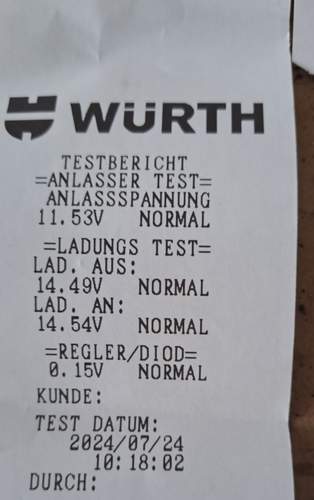 WÜRTH
TESTBERICHT
=ANLASSER TEST=
ANLASSSPANNUNG
11.53V NORMAL
=LADUNGS TEST=
LAD. AUS:
14.49V NORMAL
LAD. AN:
14.54V NORMAL
=REGLER/DIOD=
0.15V NORMAL
KUNDE:
TEST DATUM:
2024/07/24
10:18:02
DURCH: